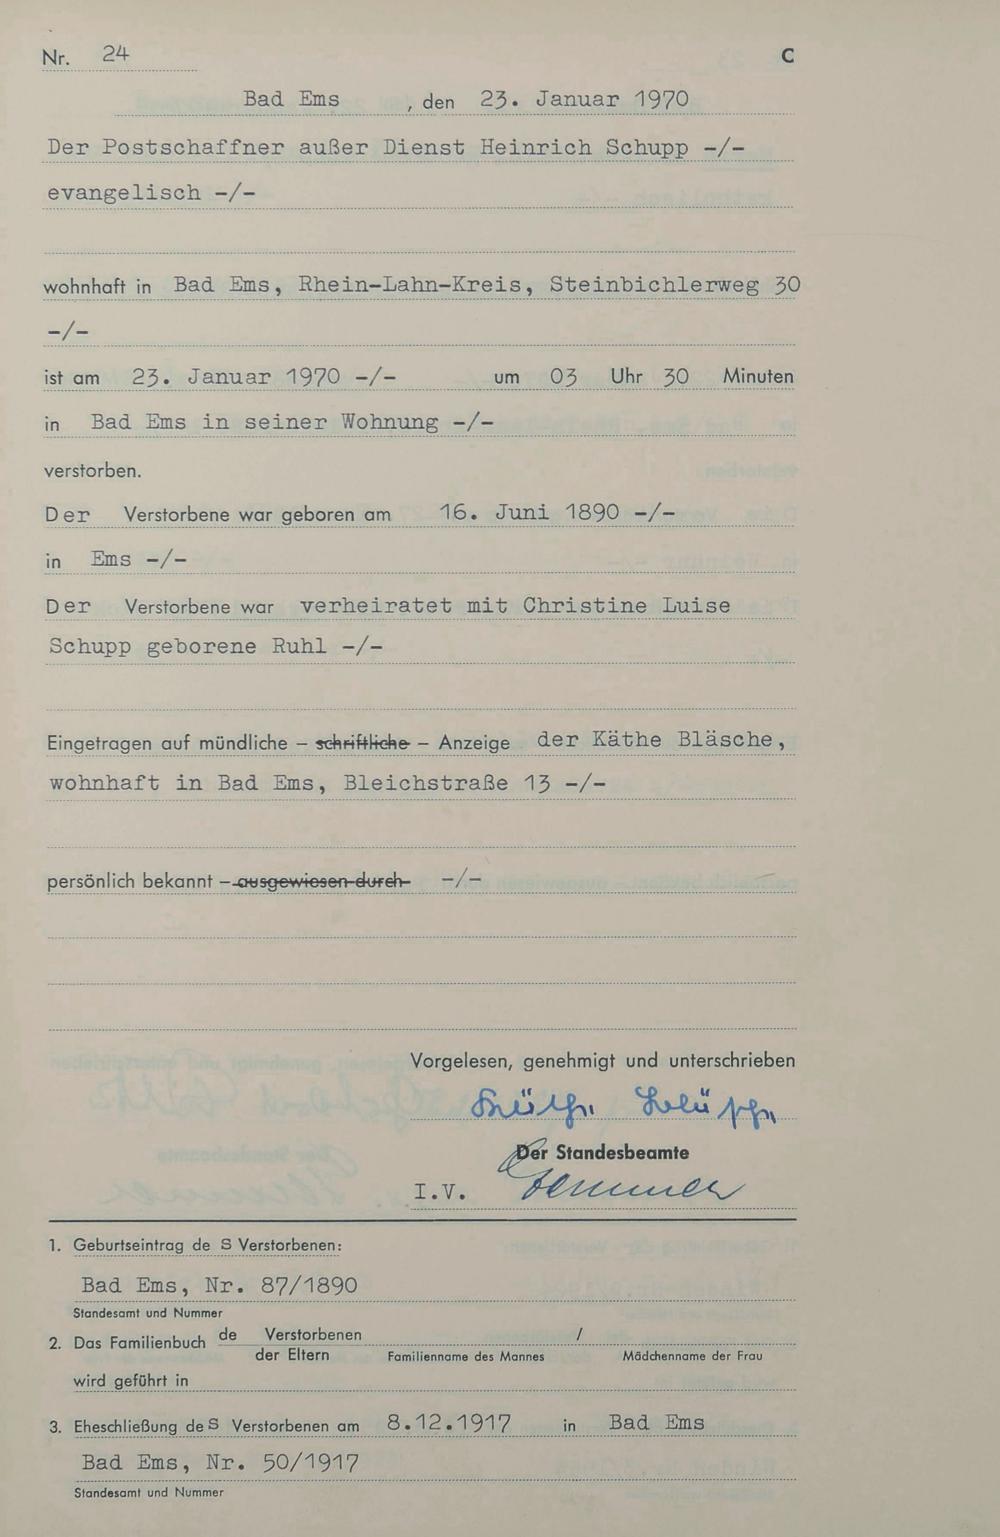 Nr. 24 C
Bad Ems , den 23. Januar 1970
Der Postschaffner außer Dienst Heinrich Schupp -/-
evangelisch -/-
wohnhaft in Bad Ems, Rhein-Lahn-Kreis, Steinbichlerweg 30
-/-
ist am 23. Januar 1970 -/- um 03 Uhr 30 Minuten
in Bad Ems in seiner Wohnung -/-
verstorben.
Der Verstorbene war geboren am 16. Juni 1890 -/-
in Ems -/-
Der Verstorbene war verheiratet mit Christine Luise
Schupp geborene Ruhl -/-
Eingetragen auf mündliche – schriftliche – Anzeige der Käthe Bläsche,
wohnhaft in Bad Ems, Bleichstraße 13 -/-
persönlich bekannt – ausgewiesen durch -/-
Vorgelesen, genehmigt und unterschrieben
Käthe Bläsche
Der Standesbeamte
I.V.
1. Geburtseintrag de S Verstorbenen:
Bad Ems, Nr. 87/1890
Standesamt und Nummer
2. Das Familienbuch de Verstorbenen /
der Eltern Familienname des Mannes Mädchenname der Frau
wird geführt in
3. Eheschließung de S Verstorbenen am 8.12.1917 in Bad Ems
Bad Ems, Nr. 50/1917
Standesamt und Nummer